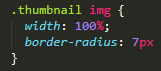 .thumbnail img {
  width: 100%;
  border-radius: 7px
};